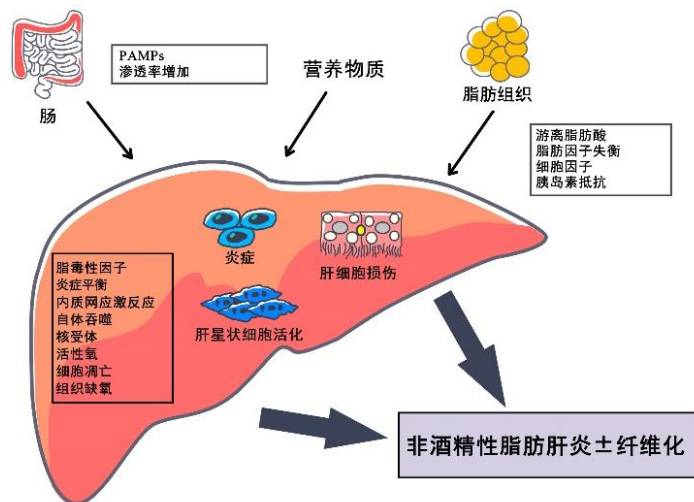 PAMPs
渗透率增加
肠
营养物质
脂肪组织
游离脂肪酸
脂肪因子失衡
细胞因子
胰岛素抵抗
炎症
肝细胞损伤
脂毒性因子
炎症平衡
内质网应激反应
自体吞噬
核受体
活性氧
细胞凋亡
组织缺氧
肝星状细胞活化
非酒精性脂肪肝炎±纤维化